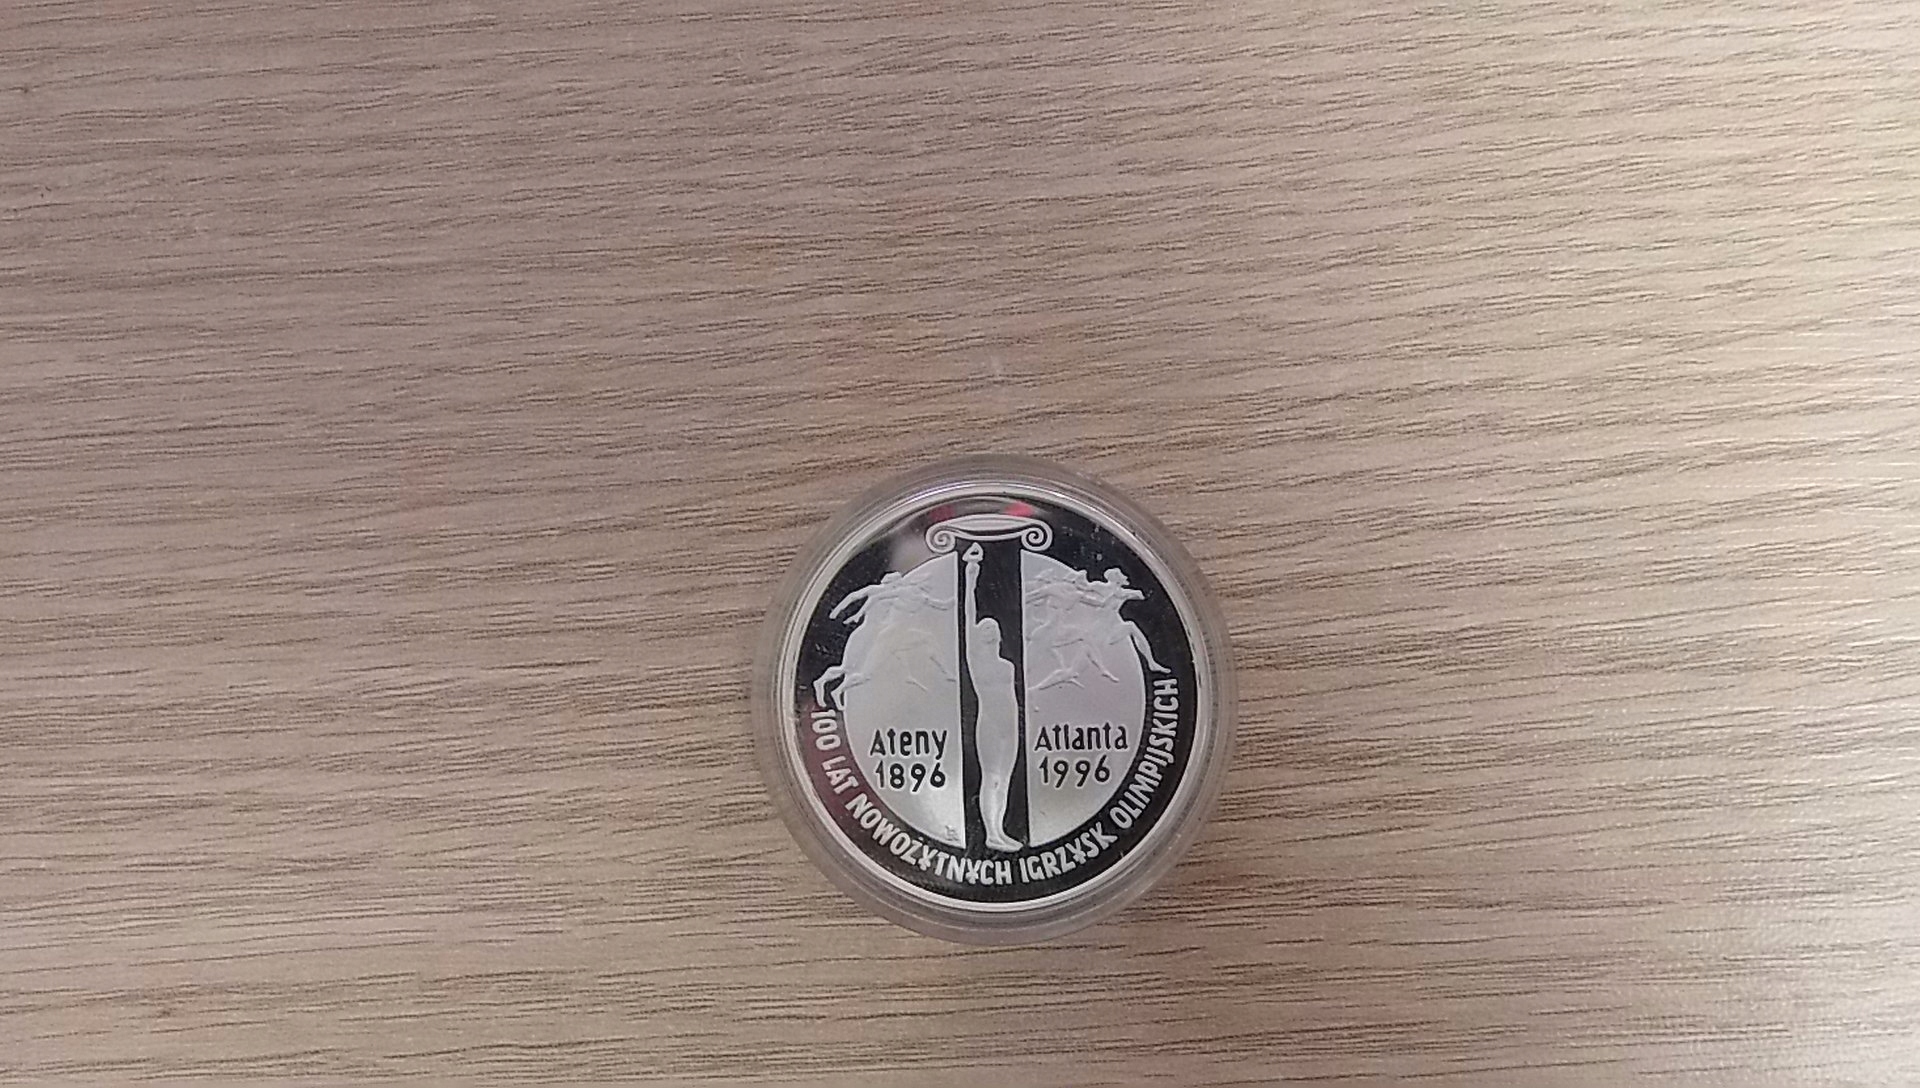 Ateny
1896
Atlanta
1996
100 LAT NOWOŻYTNYCH IGRZYSK OLIMPIJSKICH